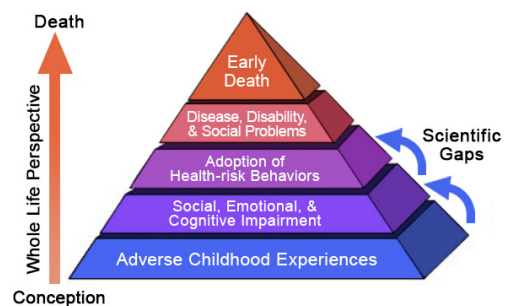 Death
Whole Life Perspective
Conception
Early
Death
Disease, Disability,
& Social Problems
Adoption of
Health-risk Behaviors
Social, Emotional, &
Cognitive Impairment
Adverse Childhood Experiences
Scientific
Gaps